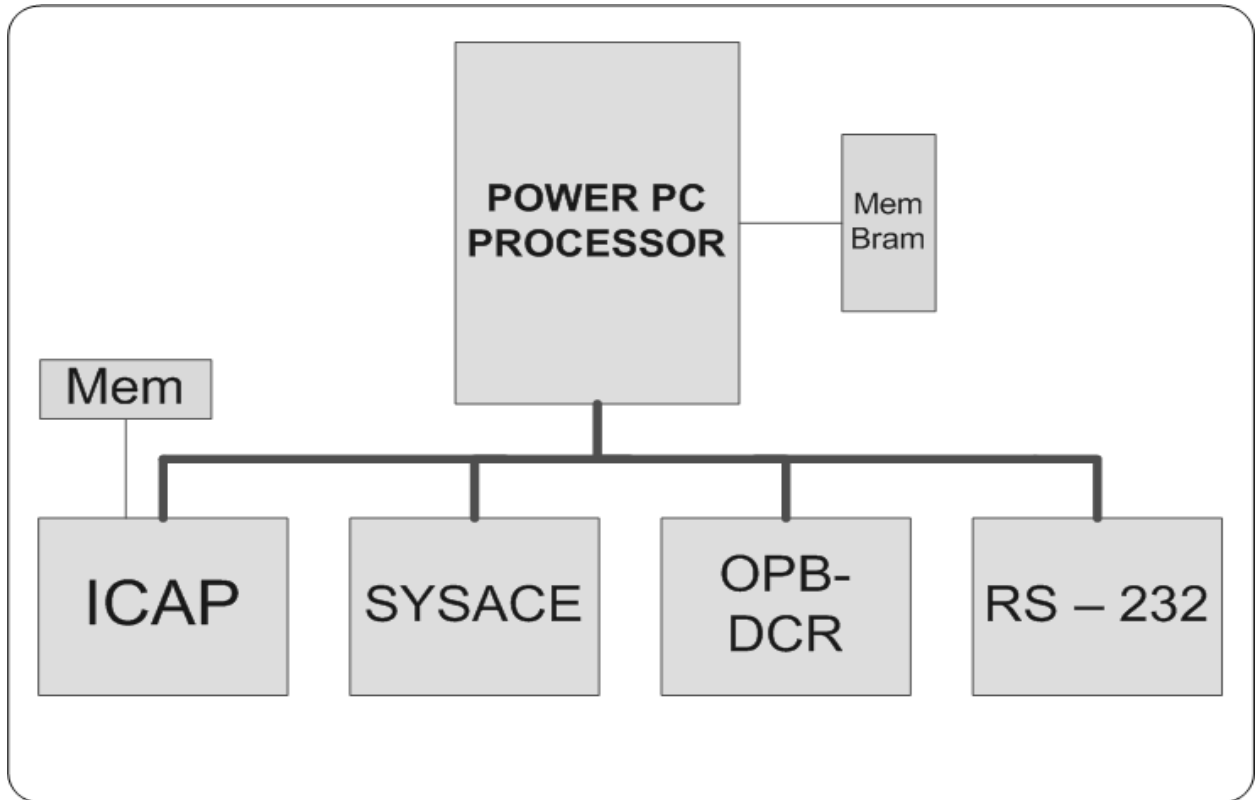 POWER PC
PROCESSOR
Mem
Bram
Mem
ICAP
SYSACE
OPB-
DCR
RS – 232